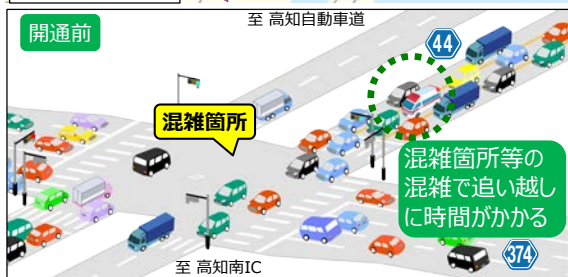 至 高知自動車道
開通前
44
混雑箇所
混雑箇所等の
混雑で追い越し
に時間がかかる
374
至 高知南IC